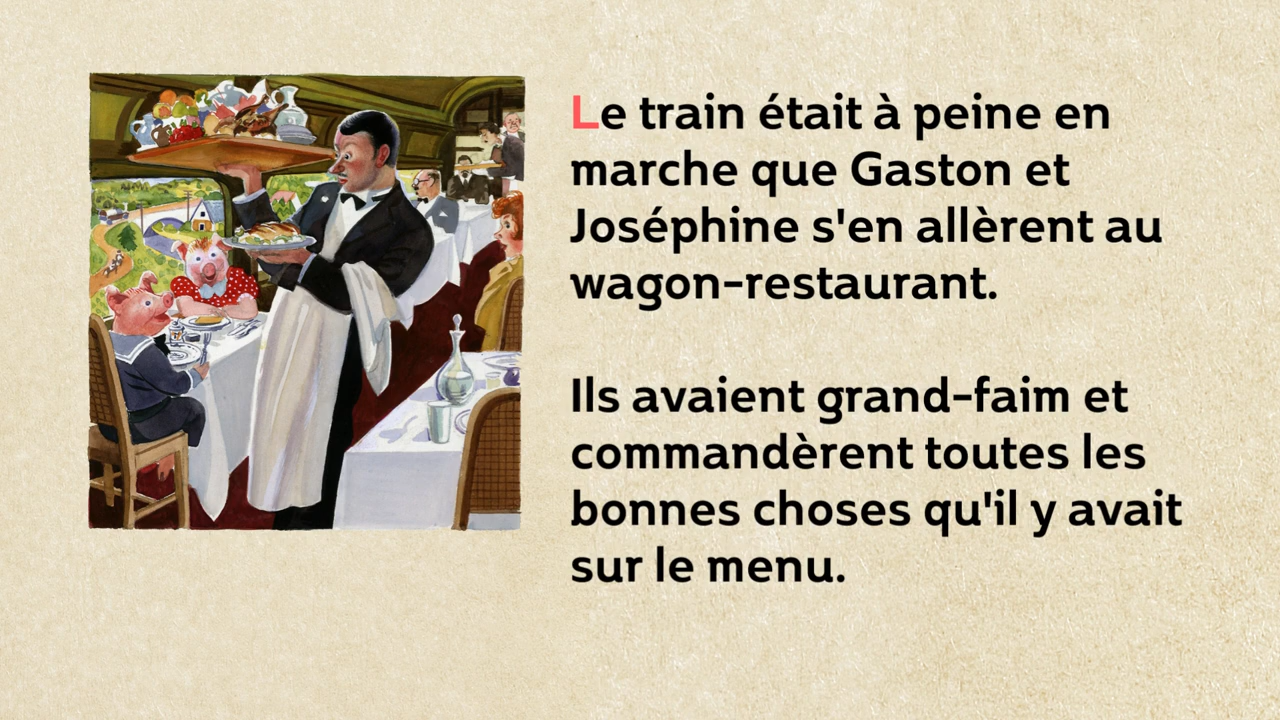 Le train était à peine en
marche que Gaston et
Joséphine s'en allèrent au
wagon-restaurant.
Ils avaient grand-faim et
commandèrent toutes les
bonnes choses qu'il y avait
sur le menu.